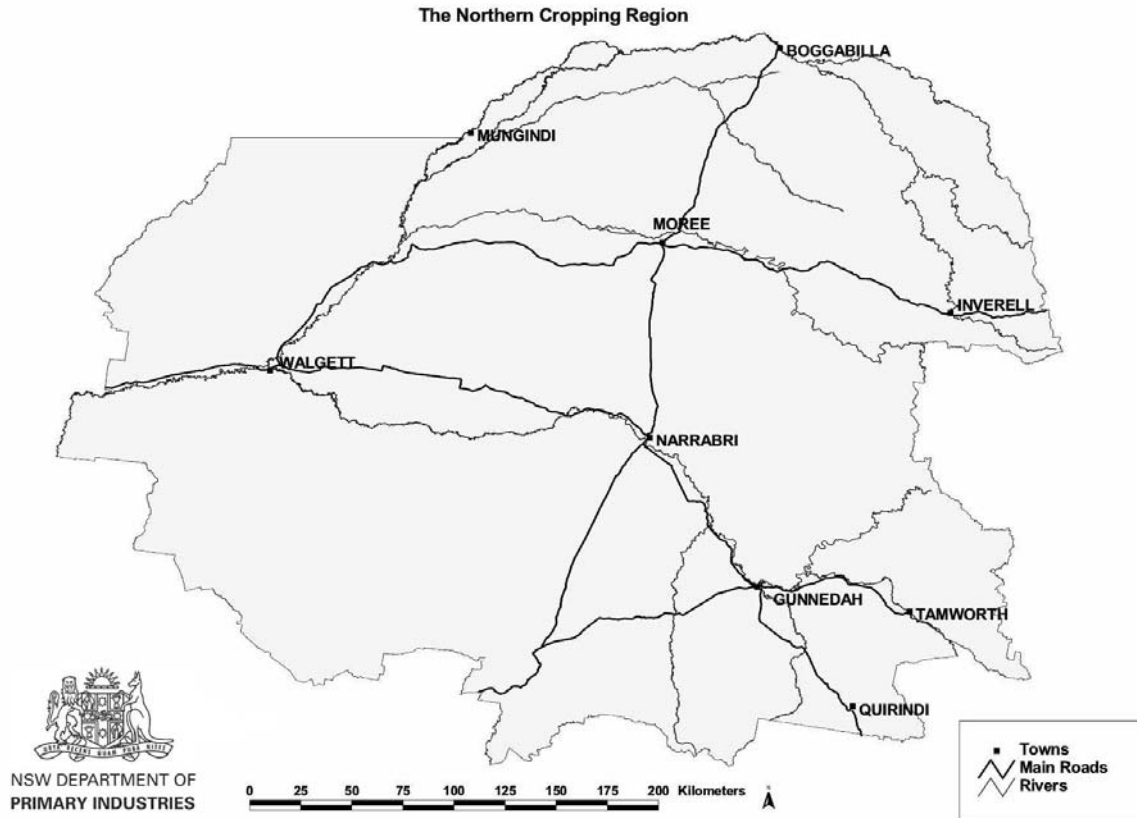 The Northern Cropping Region
BOGGABILLA
MUNGINDI
MOREE
INVERELL
WALGETT
NARRABRI
GUNNEDAH
TAMWORTH
QUIRINDI
NSW DEPARTMENT OF
PRIMARY INDUSTRIES
0 25 50 75 100 125 150 175 200 Kilometers
Towns
Main Roads
Rivers